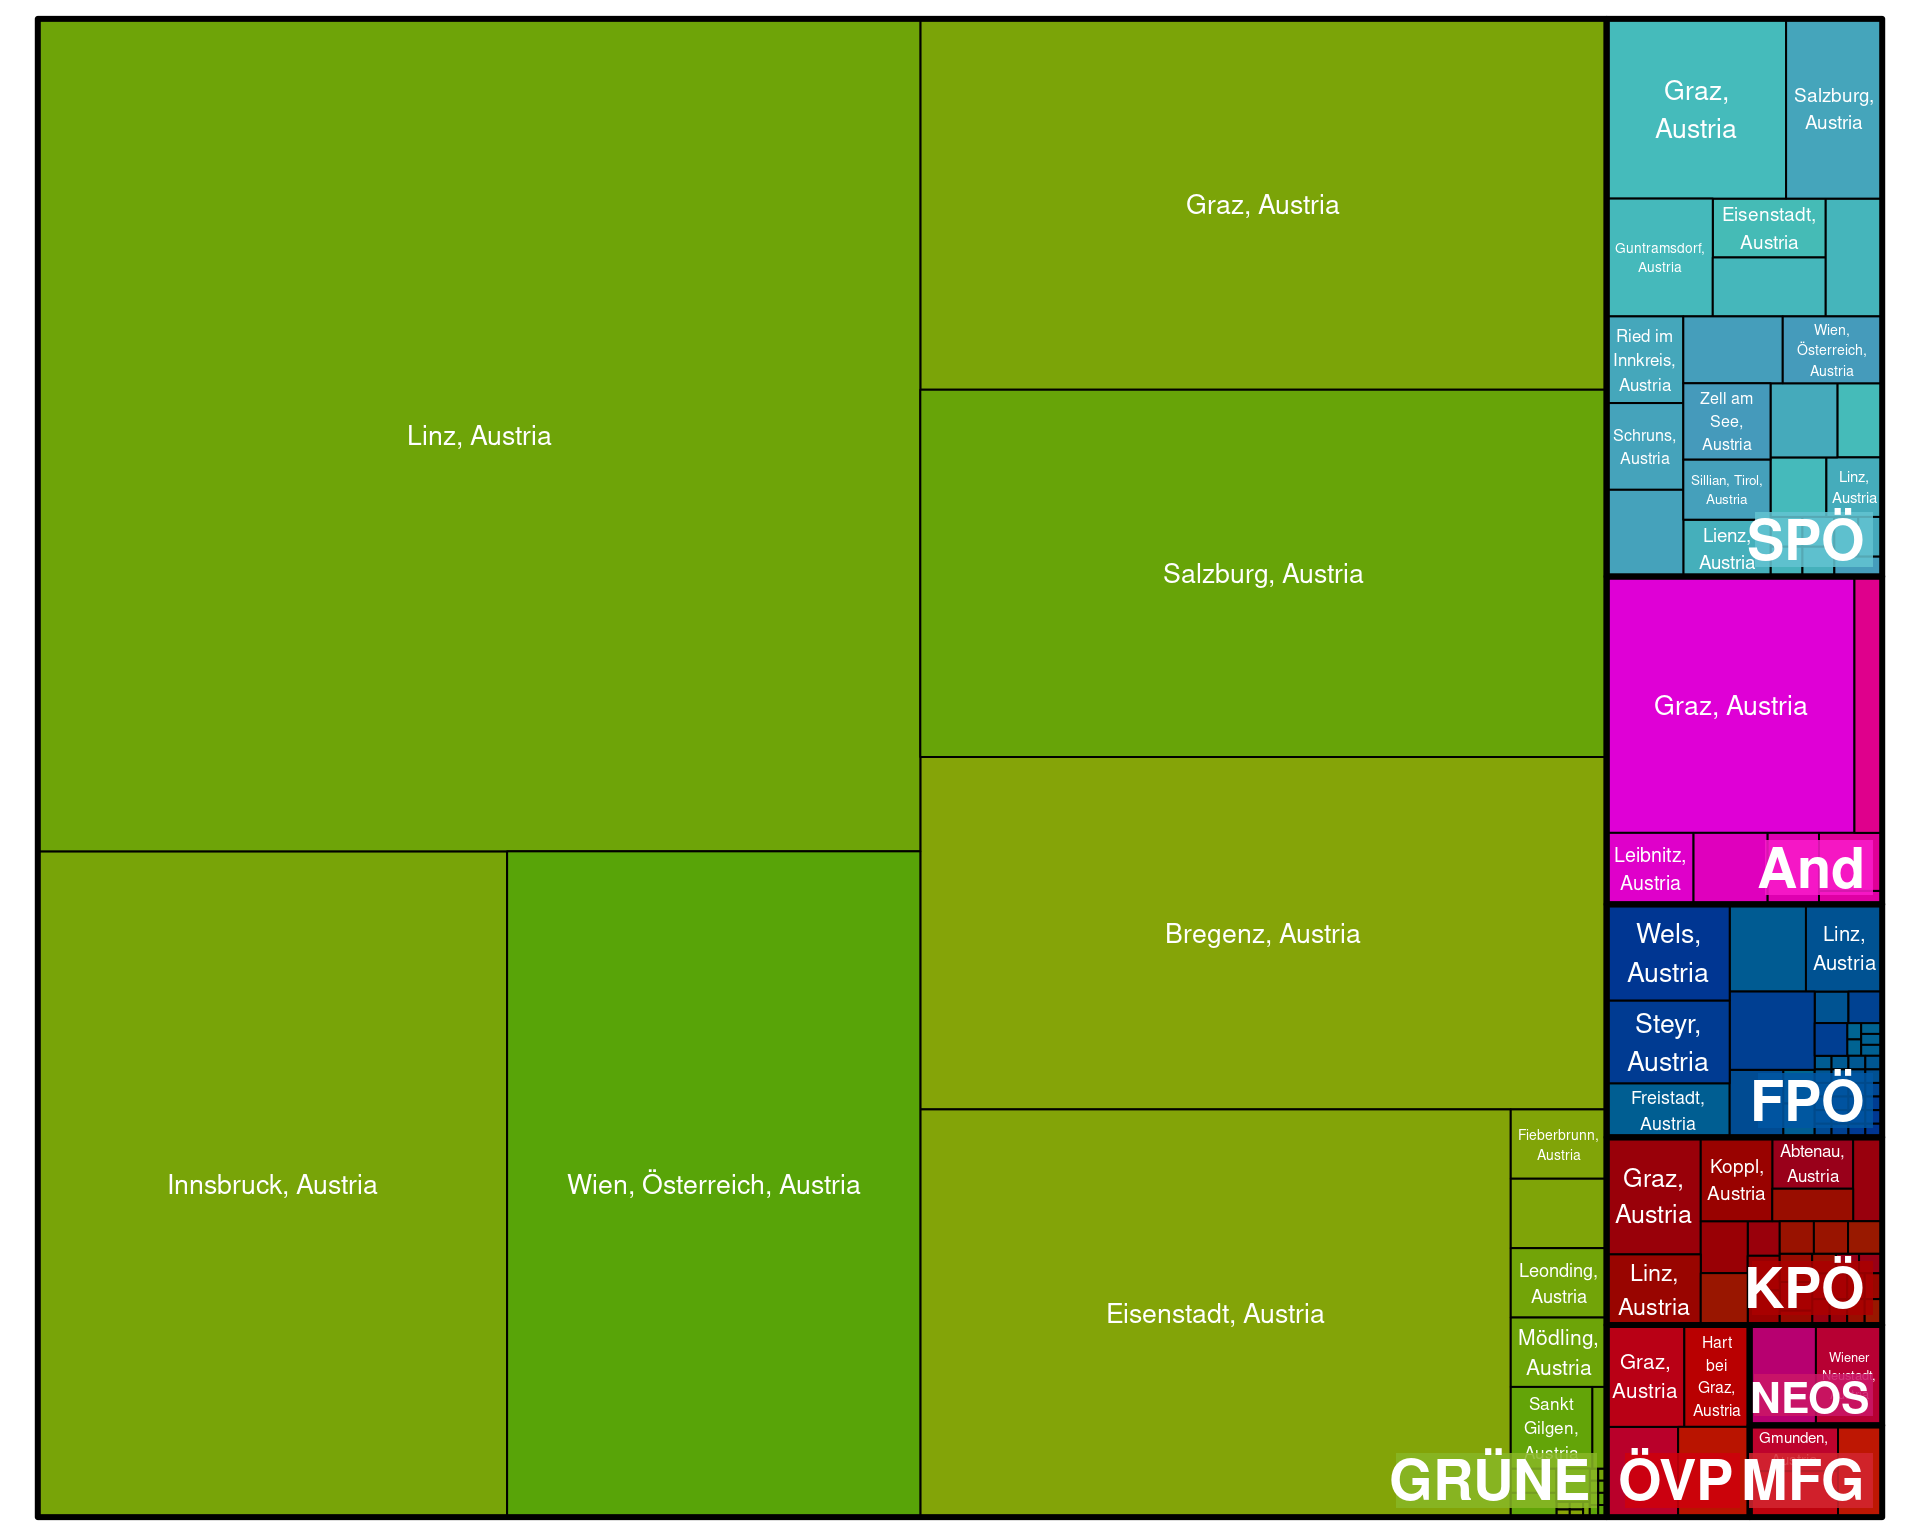 Linz, Austria
Innsbruck, Austria
Wien, Österreich, Austria
Graz, Austria
Salzburg, Austria
Bregenz, Austria
Eisenstadt, Austria
Fieberbrunn,
Austria
Leonding,
Austria
Mödling,
Austria
Sankt
Gilgen,
Austria
GRÜNE
Graz,
Austria
Salzburg,
Austria
Guntramsdorf,
Austria
Eisenstadt,
Austria
Ried im
Innkreis,
Austria
Wien,
Österreich,
Austria
Schruns,
Austria
Zell am
See,
Austria
Sillian, Tirol,
Austria
Linz,
Austria
Lienz,
Austria
SPÖ
Graz, Austria
Leibnitz,
Austria
And
Wels,
Austria
Linz,
Austria
Steyr,
Austria
Freistadt,
Austria
FPÖ
Graz,
Austria
Koppl,
Austria
Abtenau,
Austria
Linz,
Austria
KPÖ
Graz,
Austria
Hart
bei
Graz,
Austria
ÖVP
Wiener
Neustadt,
NEOS
Gmunden,
MFG